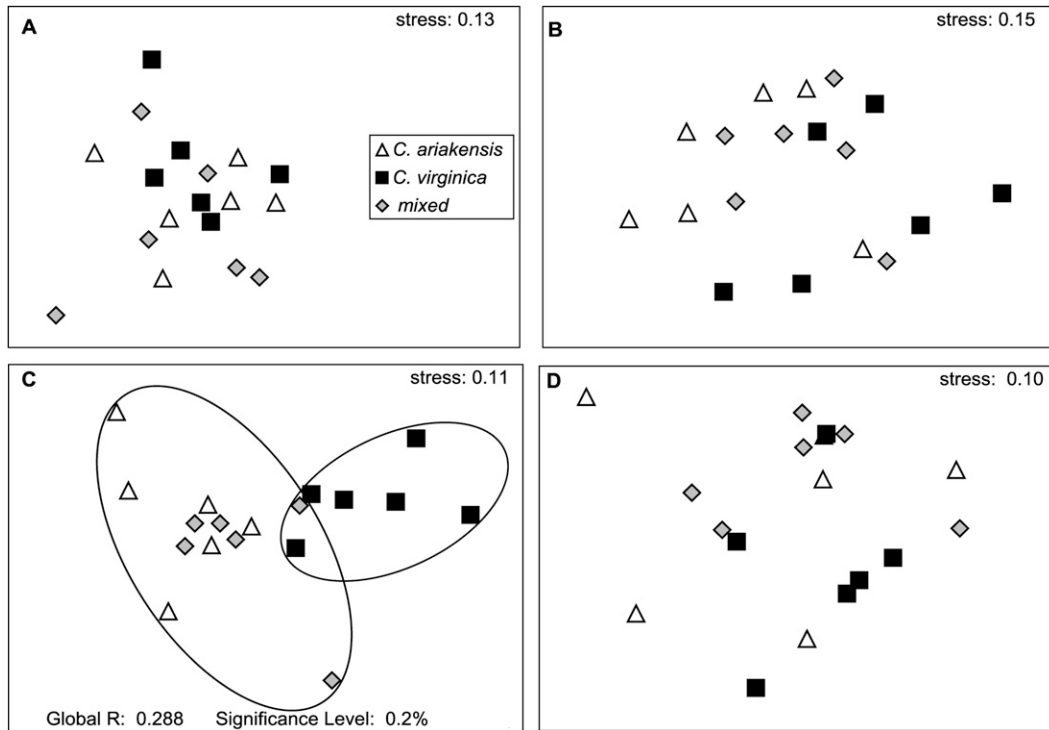 A
stress: 0.13
C. ariakensis
C. virginica
mixed
B
stress: 0.15
C
stress: 0.11
Global R: 0.288 Significance Level: 0.2%
D
stress: 0.10